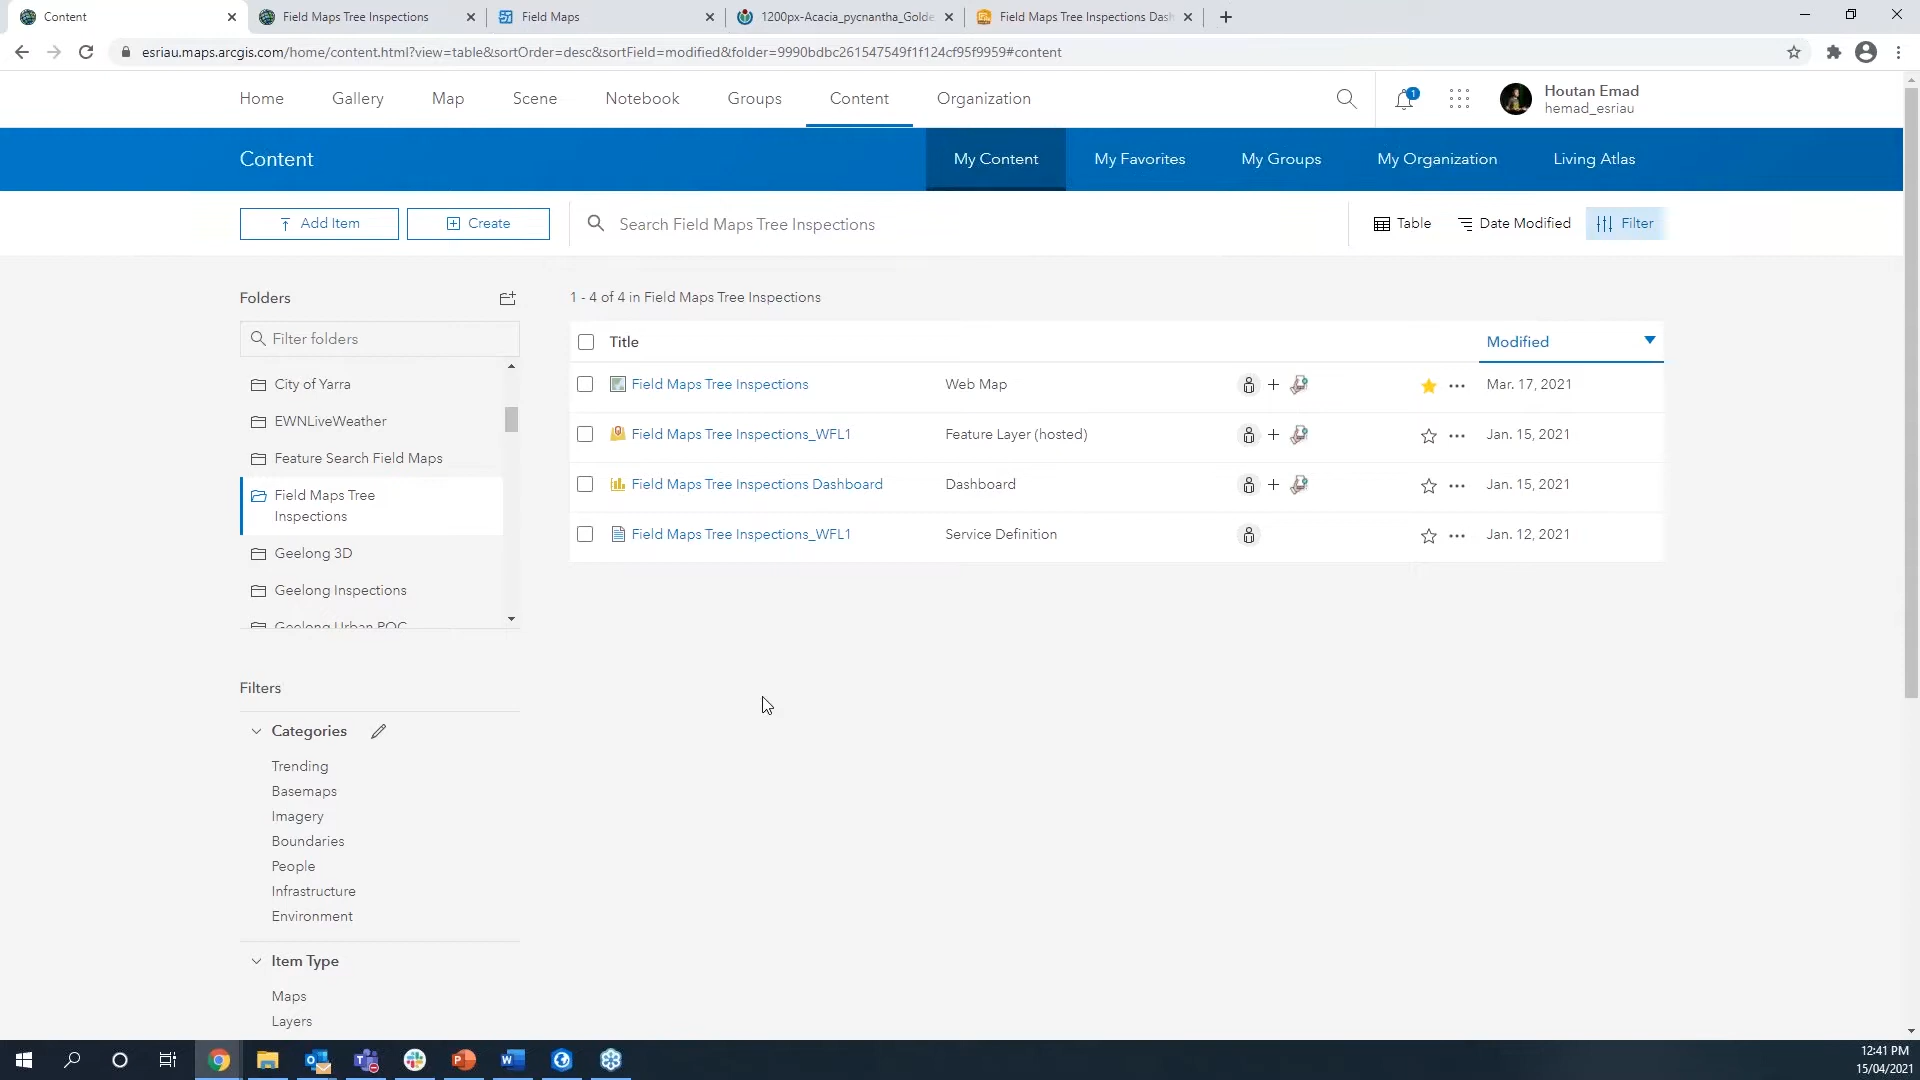 Content
Field Maps Tree Inspections
Field Maps
1200px-Acacia_pycnantha_Golde
Field Maps Tree Inspections Das
esriau.maps.arcgis.com/home/content.html?view=table&sortOrder=desc&sortField=modified&folder=9990bdbc261547549f1f124cf95f9959#content
Home
Gallery
Map
Scene
Notebook
Groups
Content
Organization
1
Houtan Emad
hemad_esriau
Content
My Content
My Favorites
My Groups
My Organization
Living Atlas
Add Item
Create
Search Field Maps Tree Inspections
Table
Date Modified
Filter
Folders
Filter folders
City of Yarra
EWNLiveWeather
Feature Search Field Maps
Field Maps Tree
Inspections
Geelong 3D
Geelong Inspections
Geelong Urban POC
1 - 4 of 4 in Field Maps Tree Inspections
Title
Modified
Field Maps Tree Inspections Web Map Mar. 17, 2021
Field Maps Tree Inspections_WFL1 Feature Layer (hosted) Jan. 15, 2021
Field Maps Tree Inspections Dashboard Dashboard Jan. 15, 2021
Field Maps Tree Inspections_WFL1 Service Definition Jan. 12, 2021
Filters
Categories
Trending
Basemaps
Imagery
Boundaries
People
Infrastructure
Environment
Item Type
Maps
Layers
12:41 PM
15/04/2021